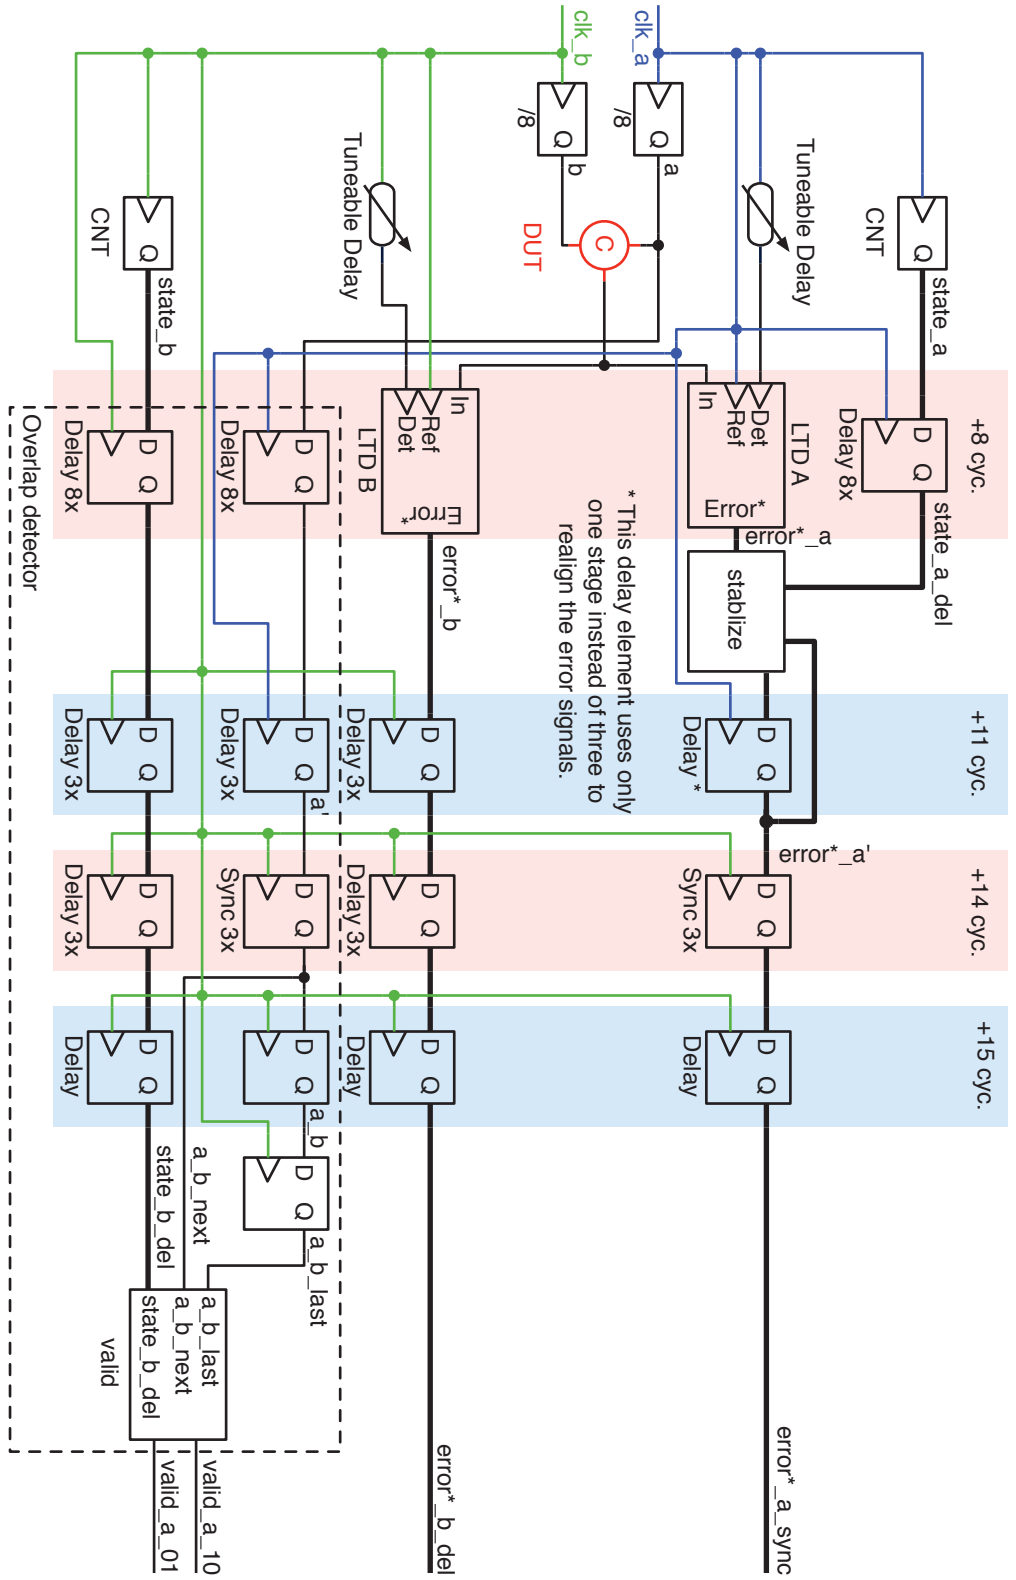 clk_a
clk_b
CNT
Q
state_a
Tuneable Delay
/8
Q
a
/8
Q
b
C
DUT
Tuneable Delay
CNT
Q
state_b
+8 cyc.
D
Q
Delay 8x
state_a_del
LTD A
Det
Ref
In
Error*
error*_a
stablize
In
Ref
Det
LTD B
Error*
error*_b
* This delay element uses only
one stage instead of three to
realign the error signals.
D
Q
Delay 8x
D
Q
Delay 8x
Overlap detector
+11 cyc.
D
Q
Delay *
D
Q
Delay 3x
D
Q
Delay 3x
a'
D
Q
Delay 3x
error*_a'
+14 cyc.
D
Q
Sync 3x
D
Q
Delay 3x
D
Q
Sync 3x
D
Q
Delay 3x
+15 cyc.
D
Q
Delay
D
Q
Delay
D
Q
a_b
D
Q
Delay
D
Q
a_b_last
a_b_next
state_b_del
a_b_last
a_b_next
state_b_del
valid
error*_a_sync
error*_b_del
valid_a_10
valid_a_01